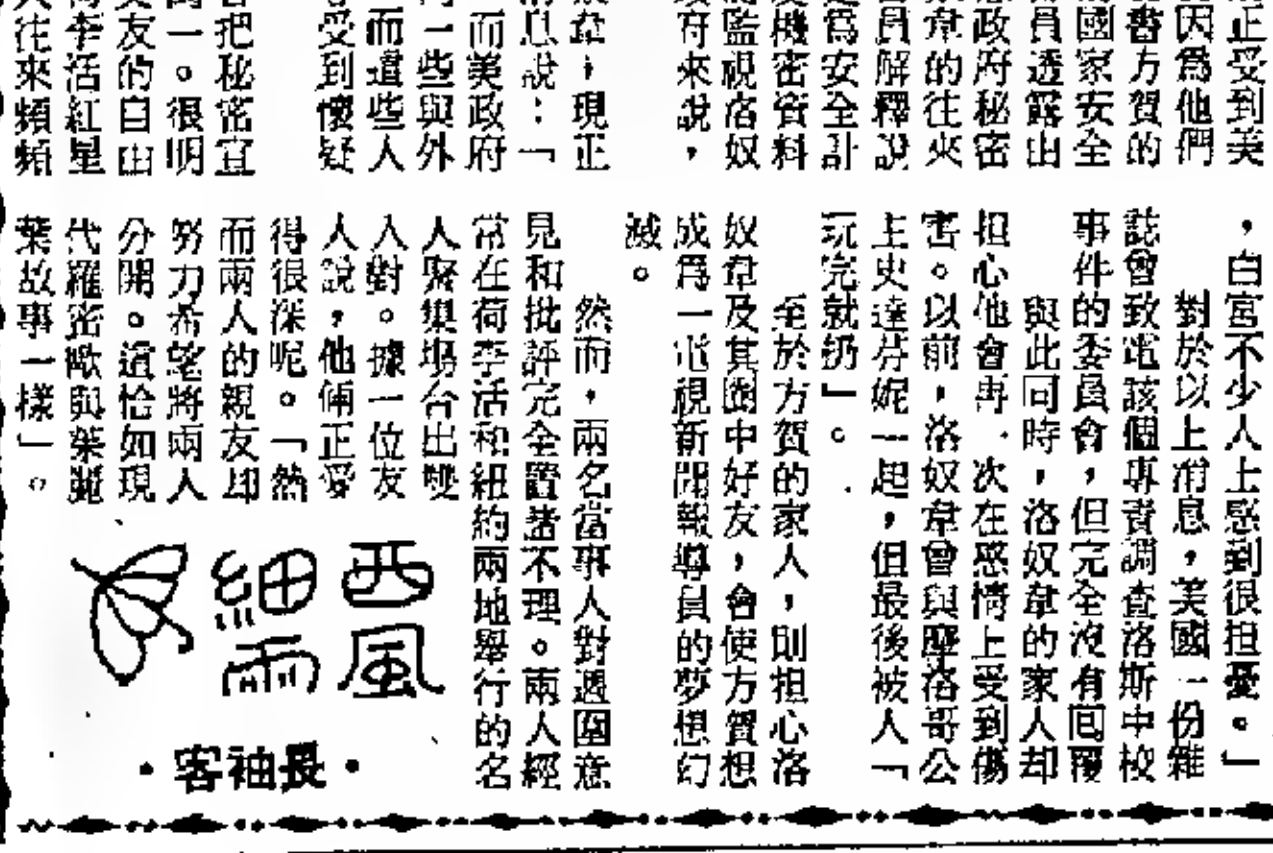 正受到美
因爲他們
書方賀的
國家安全
員透露由
政府秘密
韋的往來
員解釋說
爲安全計
機密資料
監視洛奴
府來說，
韋，現正
息說：「
而美政府
一些與外
而這些人
受到懷疑
把秘密宣
一。很明
友的自由
李活紅星
往來頻頻
，白宮不少人士感到很担憂。」
對於以上消息，美國一份雜
誌曾致電該個專責調查洛斯中校
事件的委員會，但完全沒有囘覆
與此同時，洛奴韋的家人却
担心他會再一次在感情上受到傷
害。以前，洛奴韋曾與摩洛哥公
主史達芬妮一起，但最後被人「
玩完就扔」。
至於方賀的家人，則担心洛
奴韋及其圈中好友，會使方賀想
成爲一電視新聞報導員的夢想幻
滅。
然而，兩名當事人對週圍意
見和批評完全置諸不理。兩人經
常在荷李活和紐約兩地舉行的名
人聚集塲合出雙
入對。據一位友
人說，他倆正愛
得很深呢。「然
而兩人的親友却
努力希望將兩人
分開。這恰如現
代羅密歐與茱麗
葉故事一樣」。
西風
細雨
·長袖客·